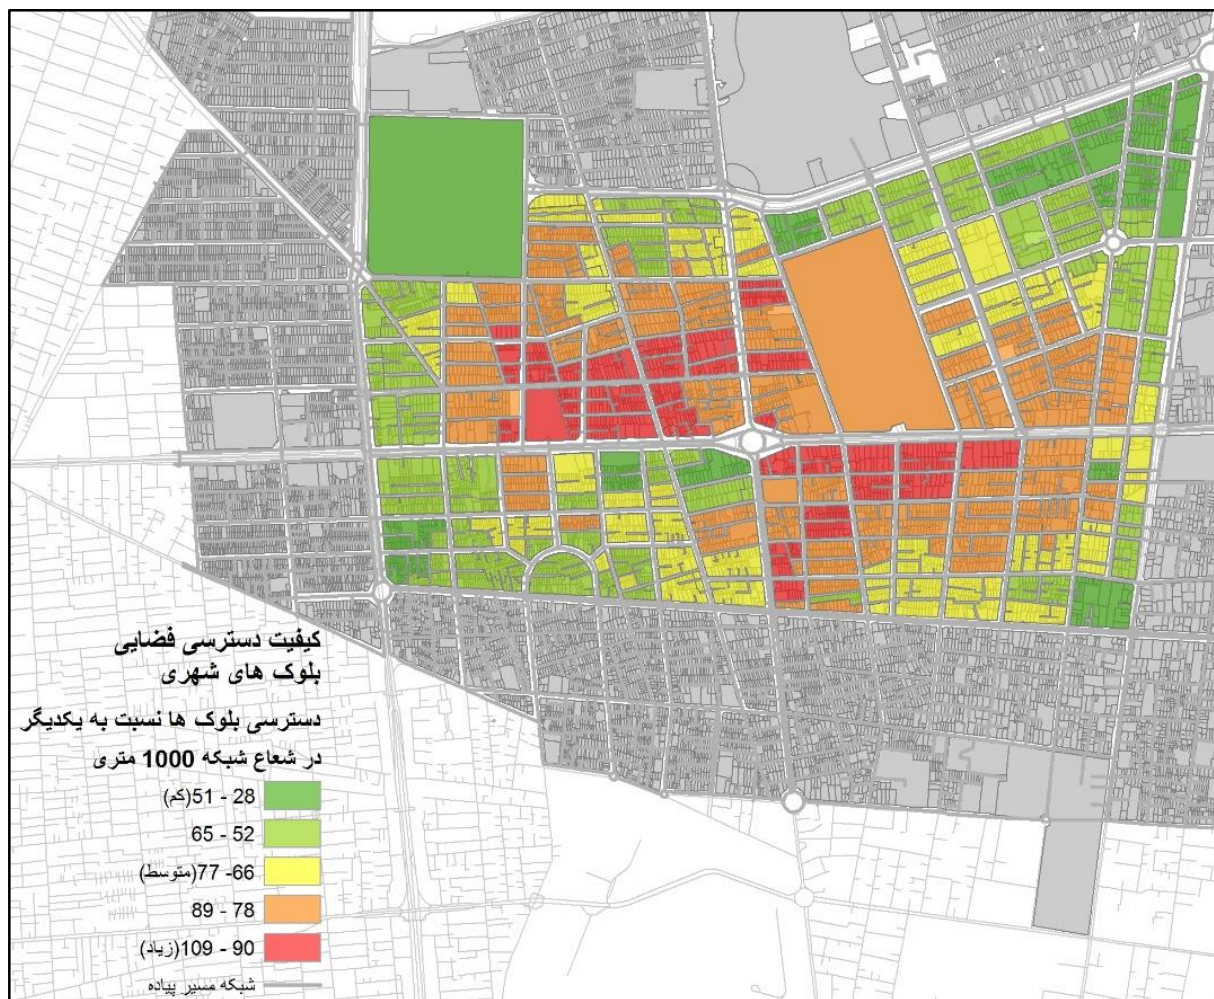 کیفیت دسترسی فضایی
بلوک های شهری
دسترسی بلوک ها نسبت به یکدیگر
در شعاع شبکه 1000 متری
28 - 51(کم)
52 - 65
66- 77(متوسط)
78 - 89
90 - 109(زیاد)
شبکه مسیر پیاده